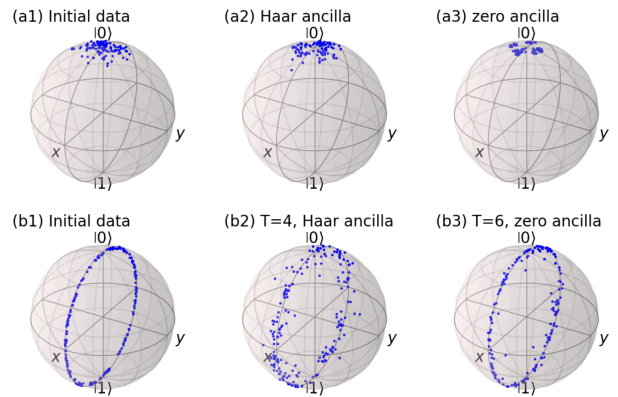 (a1) Initial data
(a2) Haar ancilla
(a3) zero ancilla
|0⟩
|0⟩
|0⟩
y
y
y
x
x
x
|1⟩
|1⟩
|1⟩
(b1) Initial data
(b2) T=4, Haar ancilla
(b3) T=6, zero ancilla
|0⟩
|0⟩
|0⟩
y
y
y
x
x
x
|1⟩
|1⟩
|1⟩